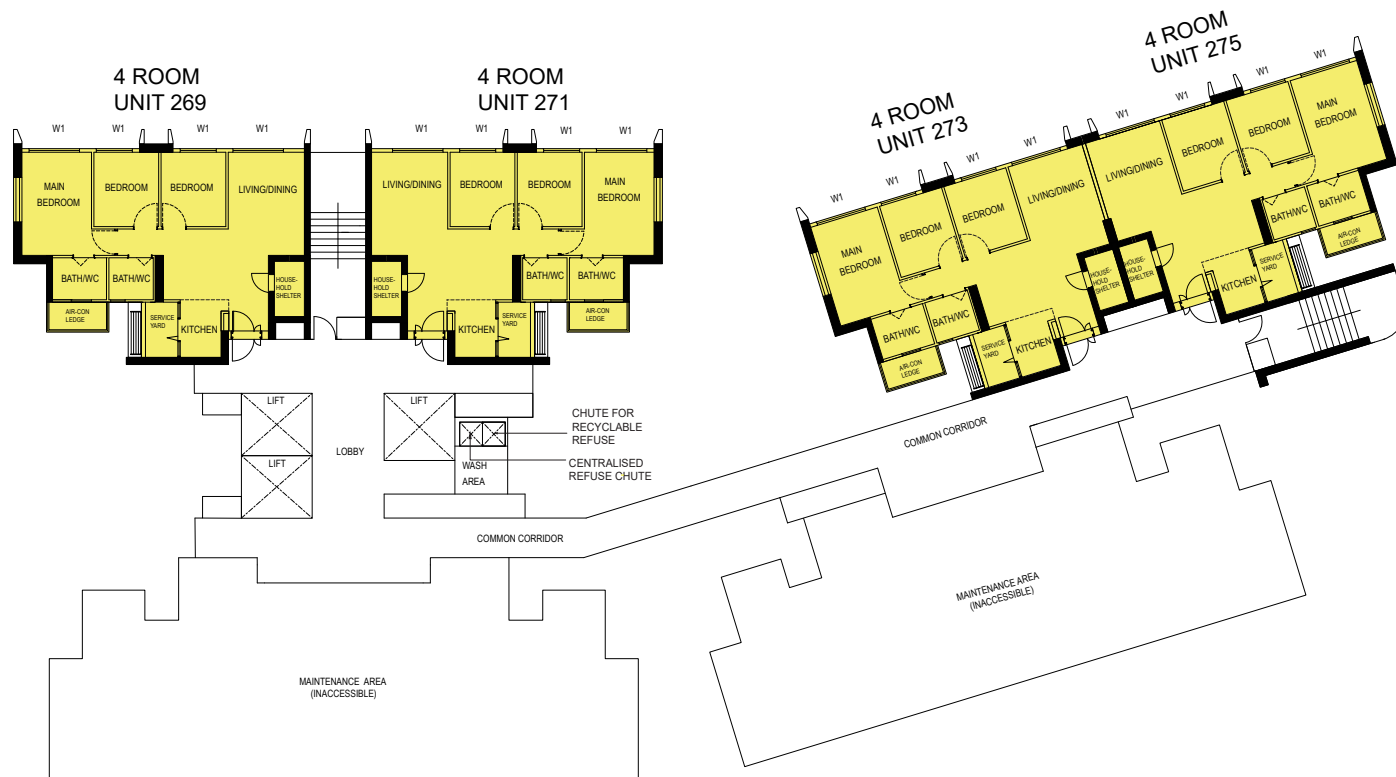 4 ROOM
UNIT 269
4 ROOM
UNIT 271
4 ROOM
UNIT 273
4 ROOM
UNIT 275
W1
W1
W1
W1
MAIN
BEDROOM
BEDROOM
BEDROOM
LIVING/DINING
BATH/WC
BATH/WC
HOUSE-
HOLD
SHELTER
AIR-CON
LEDGE
SERVICE
YARD
KITCHEN
W1
W1
W1
W1
LIVING/DINING
BEDROOM
BEDROOM
MAIN
BEDROOM
HOUSE-
HOLD
SHELTER
BATH/WC
BATH/WC
KITCHEN
SERVICE
YARD
AIR-CON
LEDGE
W1
W1
W1
W1
MAIN
BEDROOM
BEDROOM
BEDROOM
LIVING/DINING
BATH/WC
BATH/WC
HOUSE-
HOLD
SHELTER
AIR-CON
LEDGE
SERVICE
YARD
KITCHEN
W1
W1
W1
W1
LIVING/DINING
BEDROOM
BEDROOM
MAIN
BEDROOM
HOUSE-
HOLD
SHELTER
BATH/WC
BATH/WC
KITCHEN
SERVICE
YARD
AIR-CON
LEDGE
LIFT
LIFT
LIFT
LOBBY
WASH
AREA
CHUTE FOR
RECYCLABLE
REFUSE
CENTRALISED
REFUSE CHUTE
COMMON CORRIDOR
COMMON CORRIDOR
MAINTENANCE AREA
(INACCESSIBLE)
MAINTENANCE AREA
(INACCESSIBLE)